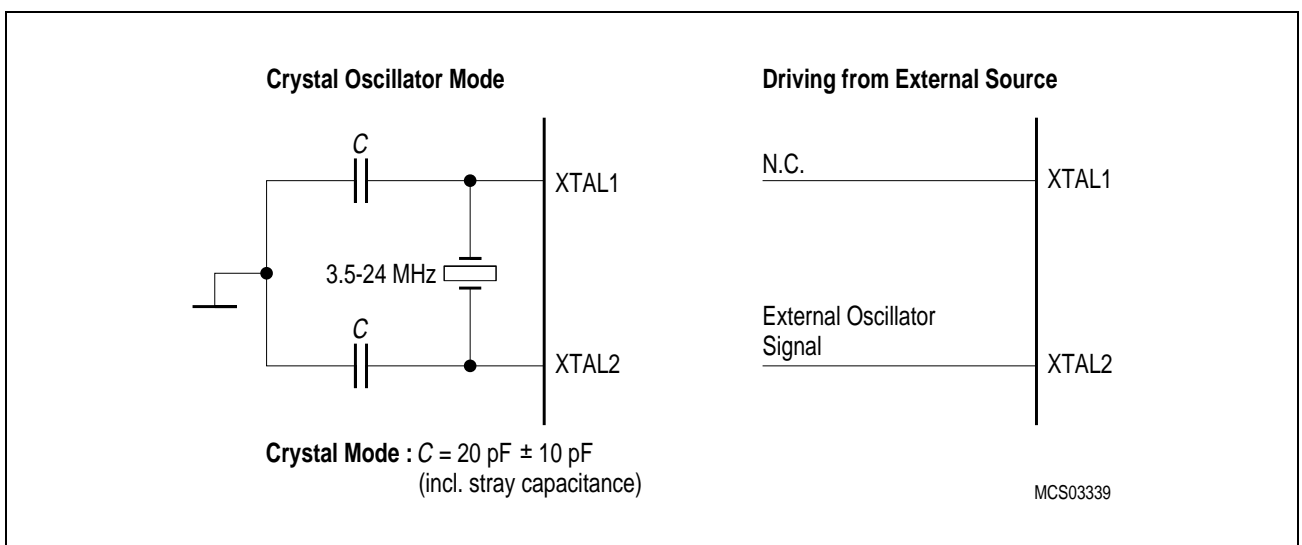 Crystal Oscillator Mode
Driving from External Source
C
XTAL1
3.5-24 MHz
C
XTAL2
Crystal Mode : C = 20 pF ± 10 pF
(incl. stray capacitance)
N.C.
XTAL1
External Oscillator
Signal
XTAL2
MCS03339